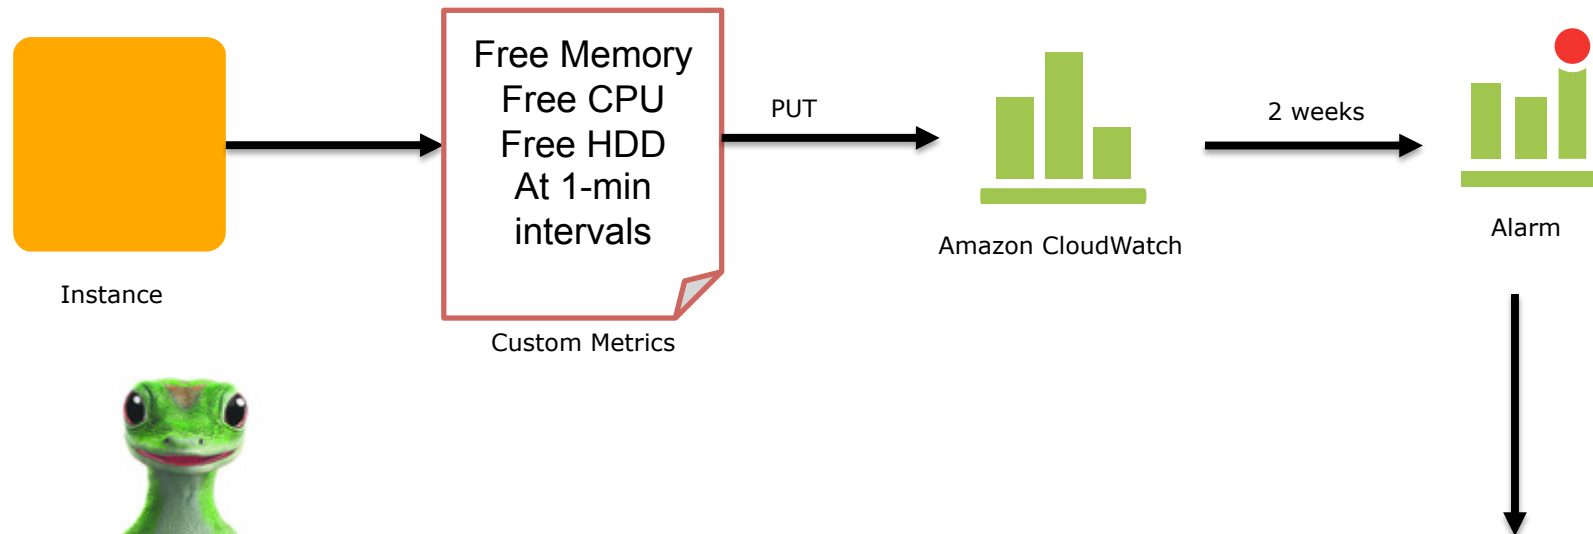 Free Memory
Free CPU
Free HDD
At 1-min
intervals
PUT
2 weeks
Instance
Custom Metrics
Amazon CloudWatch
Alarm